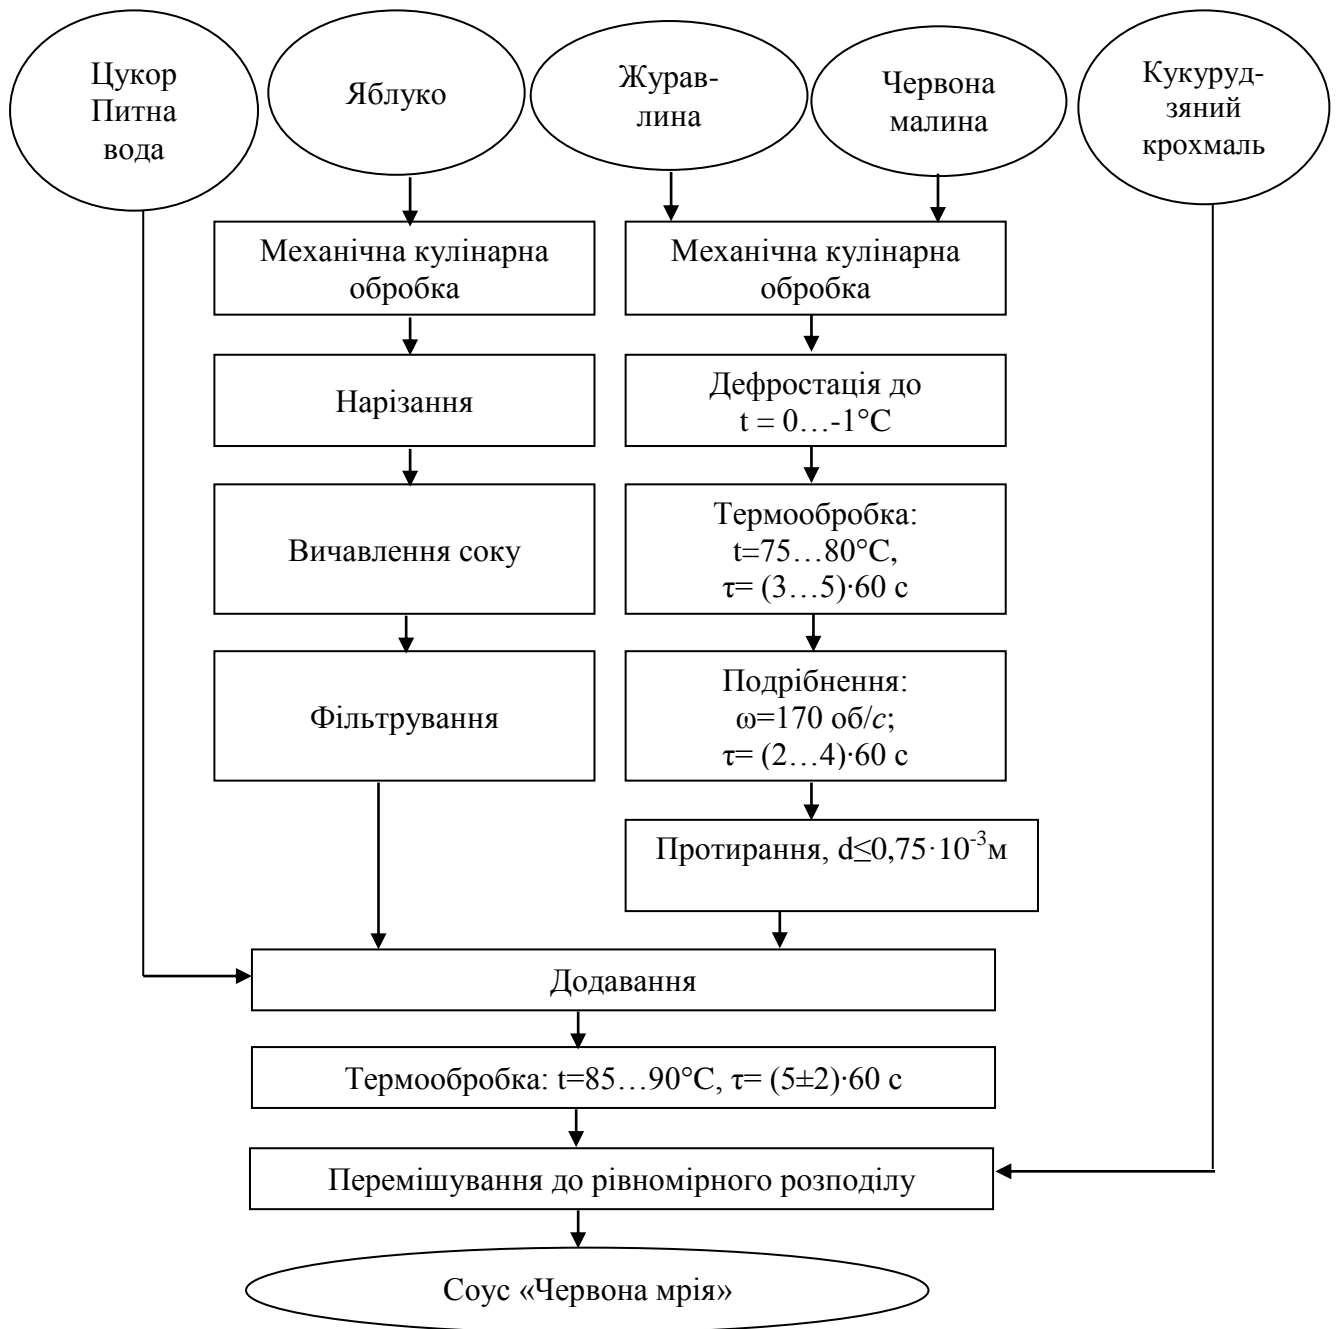 Цукор
Питна
вода
Яблуко
Журав-
лина
Червона
малина
Кукуруд-
зяний
крохмаль
Механічна кулінарна
обробка
Механічна кулінарна
обробка
Нарізання
Дефростація до
t = 0…-1°C
Вичавлення соку
Термообробка:
t=75…80°C,
τ= (3…5)·60 с
Фільтрування
Подрібнення:
ω=170 об/с;
τ= (2…4)·60 с
Протирання, d≤0,75·10⁻³м
Додавання
Термообробка: t=85…90°C, τ= (5±2)·60 с
Перемішування до рівномірного розподілу
Соус «Червона мрія»